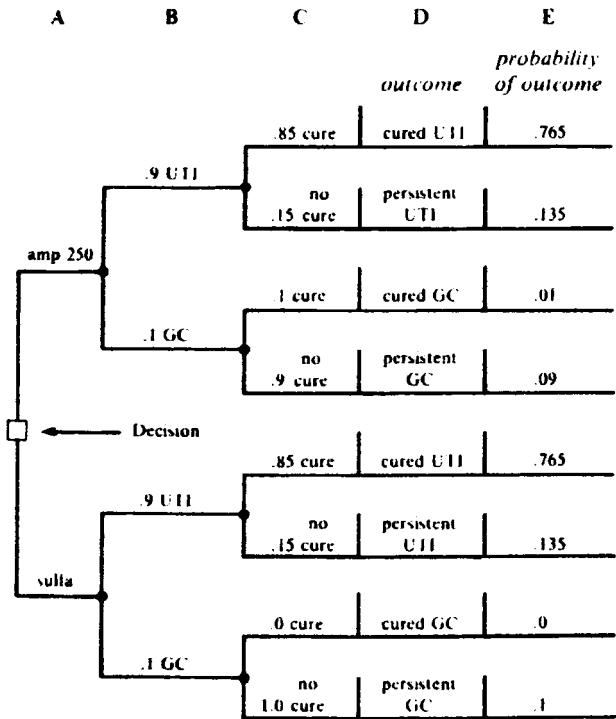 A B C D E
probability
outcome of outcome
.85 cure cured UTI .765
.9 UTI
no persistent
.15 cure UTI .135
amp 250
.1 cure cured GC .01
.1 GC
no persistent
.9 cure GC .09
Decision
.85 cure cured UTI .765
.9 UTI
no persistent
.15 cure UTI .135
sulfa
.0 cure cured GC .0
.1 GC
no persistent
1.0 cure GC .1